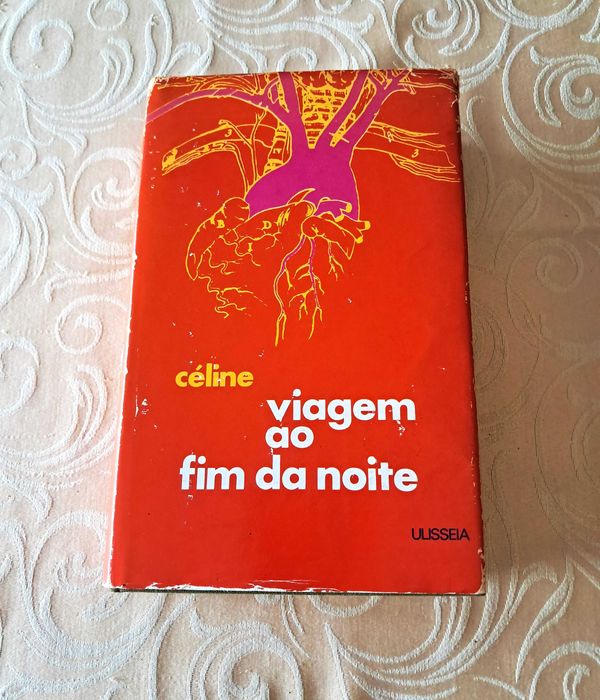 céline
viagem
ao
fim da noite
ULISSEIA